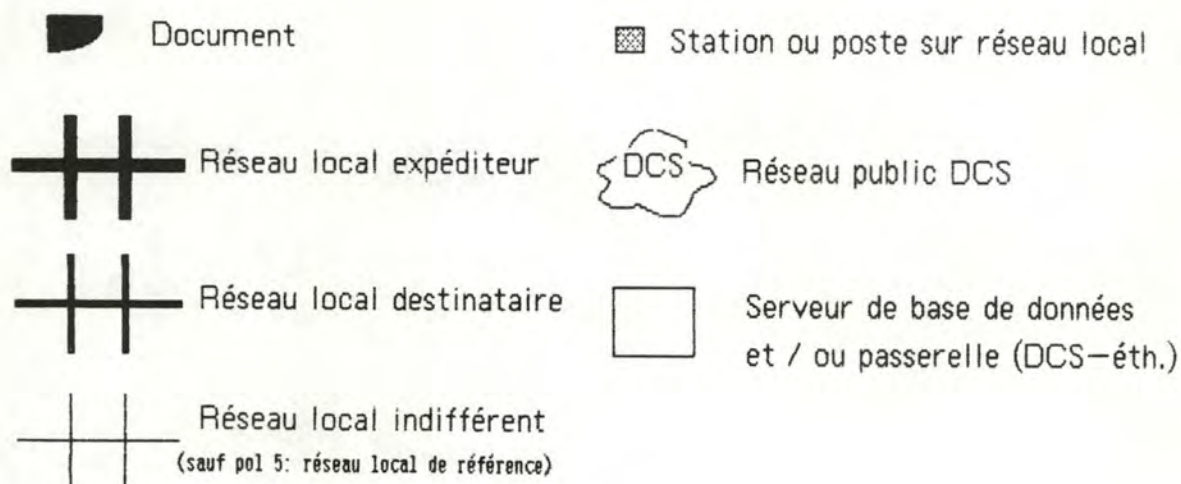 Document
Réseau local expéditeur
Réseau local destinataire
Réseau local indifférent
(sauf pol 5: réseau local de référence)
Station ou poste sur réseau local
DCS
Réseau public DCS
Serveur de base de données
et / ou passerelle (DCS-éth.)